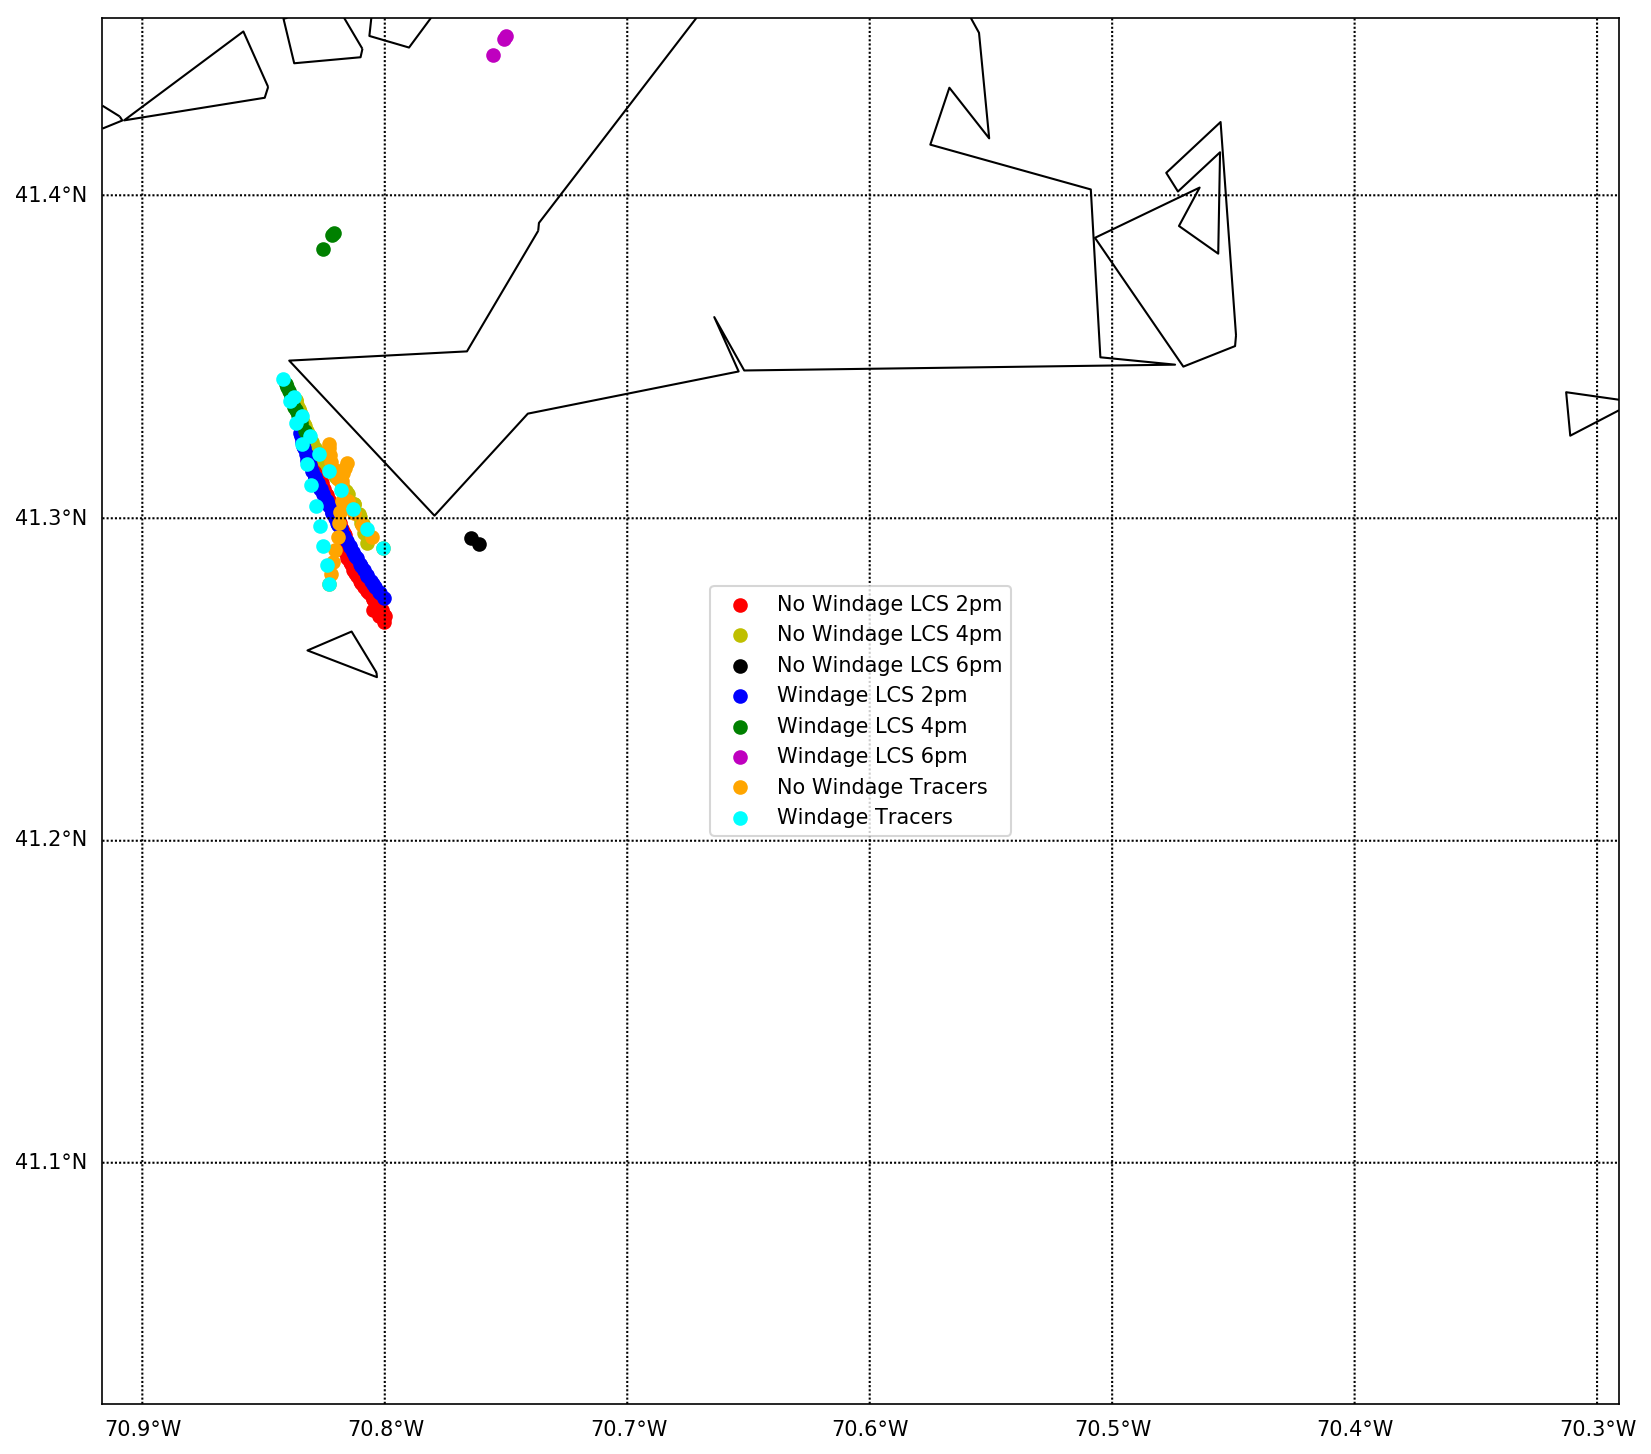 41.4°N
41.3°N
No Windage LCS 2pm
No Windage LCS 4pm
No Windage LCS 6pm
Windage LCS 2pm
Windage LCS 4pm
Windage LCS 6pm
No Windage Tracers
Windage Tracers
41.2°N
41.1°N
70.9°W 70.8°W 70.7°W 70.6°W 70.5°W 70.4°W 70.3°W